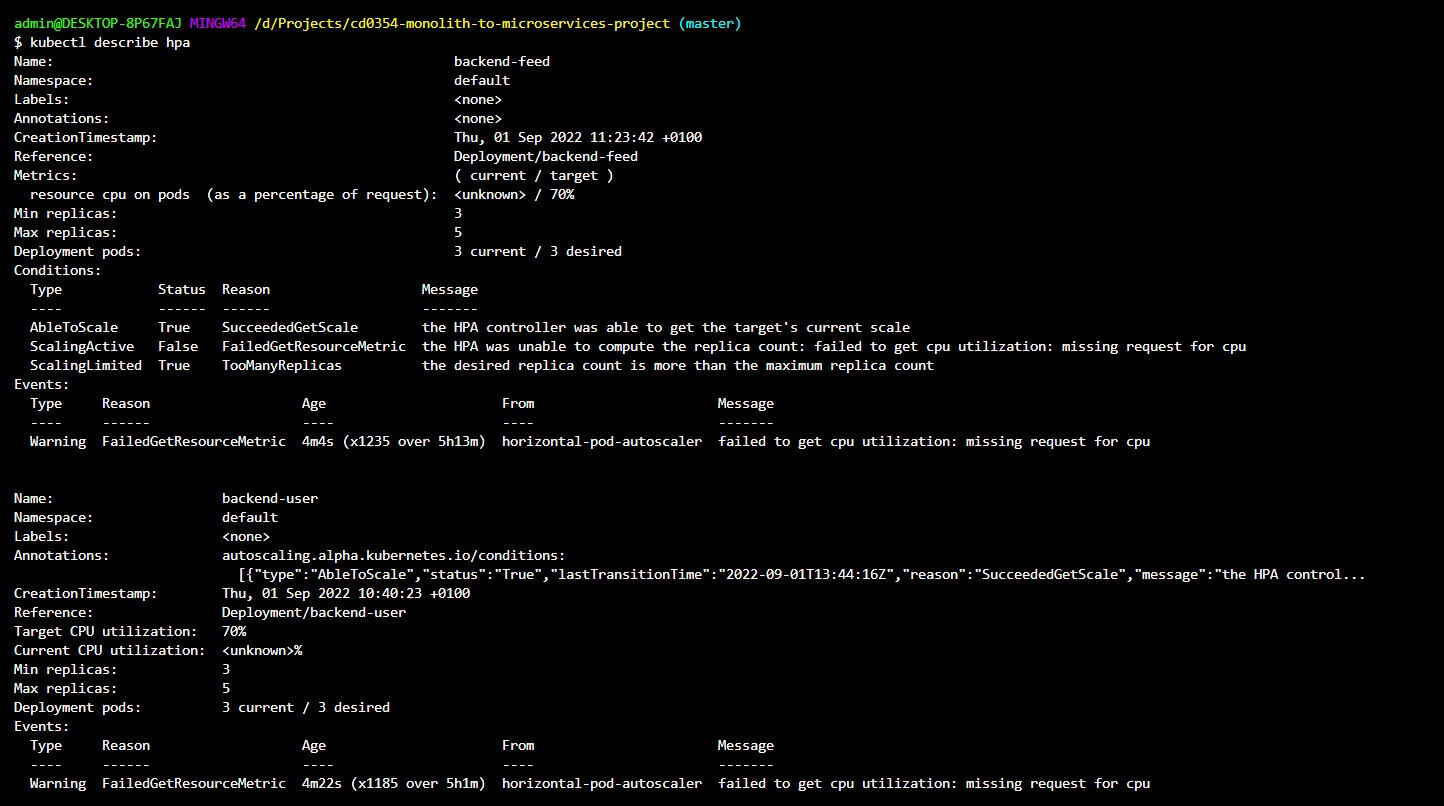 admin@DESKTOP-8P67FAJ MINGW64 /d/Projects/cd0354-monolith-to-microservices-project (master)
$ kubectl describe hpa
Name:                                                  backend-feed
Namespace:                                             default
Labels:                                                <none>
Annotations:                                           <none>
CreationTimestamp:                                     Thu, 01 Sep 2022 11:23:42 +0100
Reference:                                             Deployment/backend-feed
Metrics:                                               ( current / target )
  resource cpu on pods  (as a percentage of request):  <unknown> / 70%
Min replicas:                                          3
Max replicas:                                          5
Deployment pods:                                       3 current / 3 desired
Conditions:
  Type            Status  Reason                   Message
  ----            ------  ------                   -------
  AbleToScale     True    SucceededGetScale        the HPA controller was able to get the target's current scale
  ScalingActive   False   FailedGetResourceMetric  the HPA was unable to compute the replica count: failed to get cpu utilization: missing request for cpu
  ScalingLimited  True    TooManyReplicas          the desired replica count is more than the maximum replica count
Events:
  Type     Reason                   Age                      From                       Message
  ----     ------                   ----                     ----                       -------
  Warning  FailedGetResourceMetric  4m4s (x1235 over 5h13m)  horizontal-pod-autoscaler  failed to get cpu utilization: missing request for cpu
Name:                     backend-user
Namespace:                default
Labels:                   <none>
Annotations:              autoscaling.alpha.kubernetes.io/conditions:
                            [{"type":"AbleToScale","status":"True","lastTransitionTime":"2022-09-01T13:44:16Z","reason":"SucceededGetScale","message":"the HPA control...
CreationTimestamp:        Thu, 01 Sep 2022 10:40:23 +0100
Reference:                Deployment/backend-user
Target CPU utilization:   70%
Current CPU utilization:  <unknown>%
Min replicas:             3
Max replicas:             5
Deployment pods:          3 current / 3 desired
Events:
  Type     Reason                   Age                      From                       Message
  ----     ------                   ----                     ----                       -------
  Warning  FailedGetResourceMetric  4m22s (x1185 over 5h1m)  horizontal-pod-autoscaler  failed to get cpu utilization: missing request for cpu